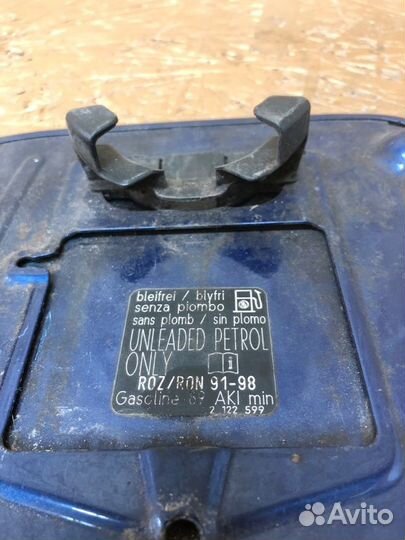 bleifrei / blyfri
senza piombo
sans plomb / sin plomo
UNLEADED PETROL
ONLY
ROZ/RON 91-98
Gasoline 89 AKI min
2 122 599
Avito